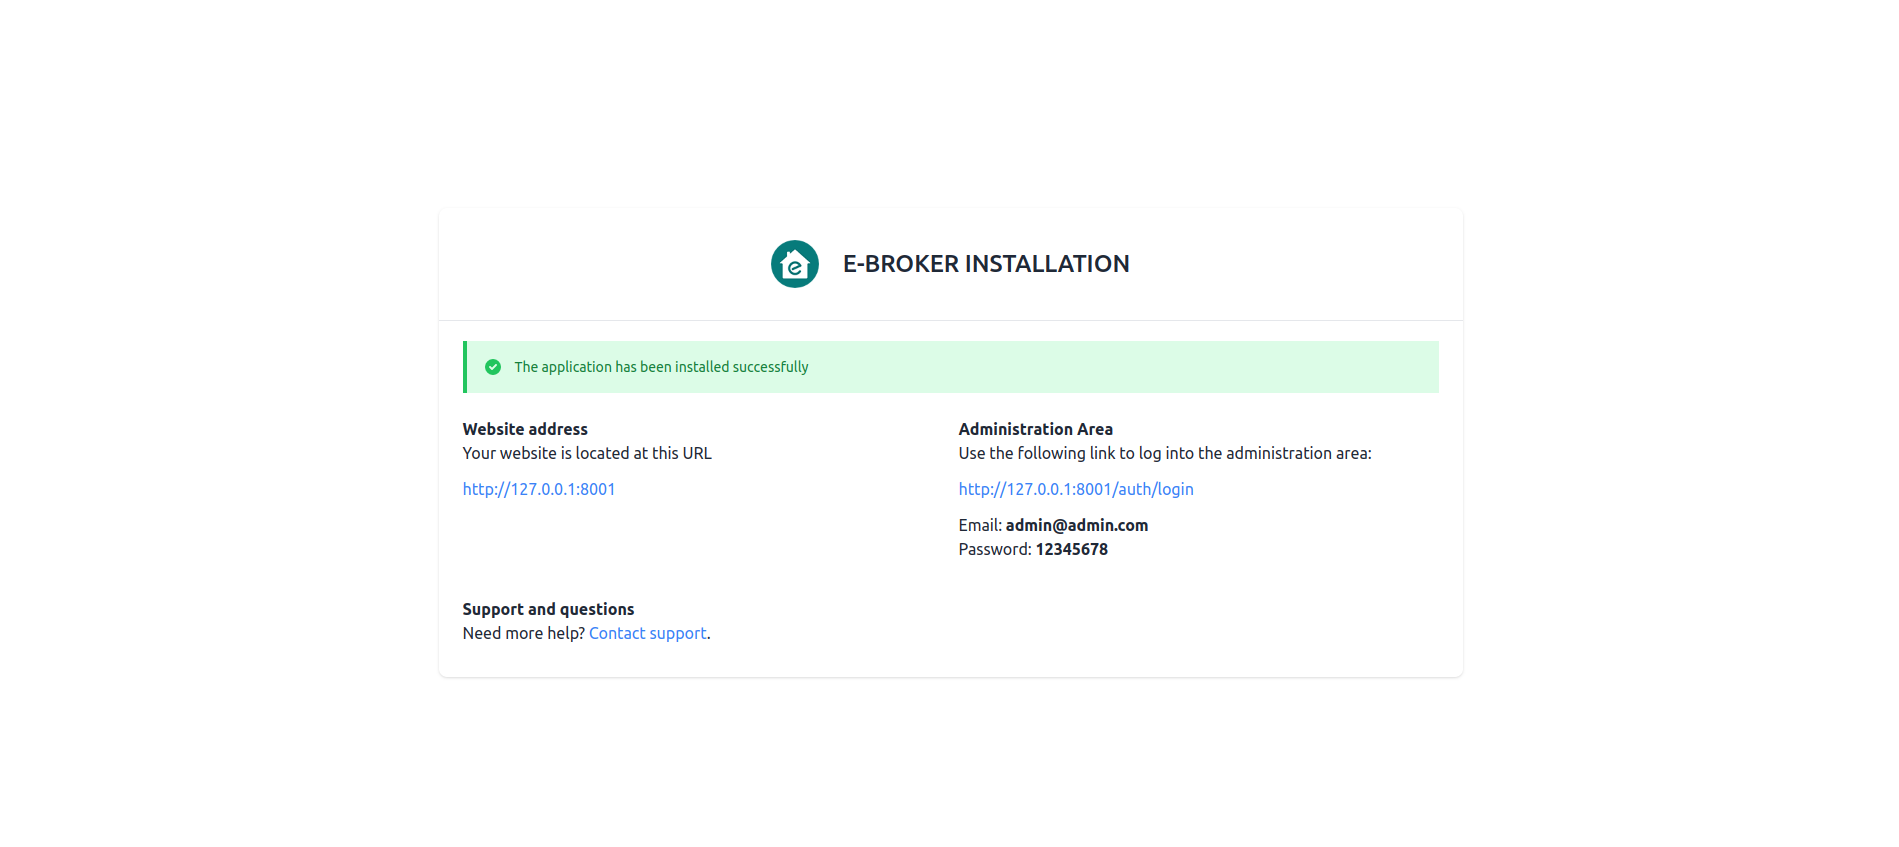 E-BROKER INSTALLATION
The application has been installed successfully
Website address
Your website is located at this URL
http://127.0.0.1:8001
Administration Area
Use the following link to log into the administration area:
http://127.0.0.1:8001/auth/login
Email: admin@admin.com
Password: 12345678
Support and questions
Need more help? Contact support.